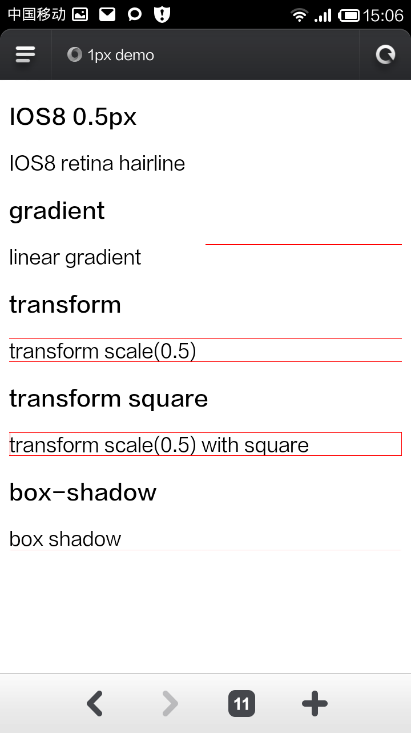 中国移动 15:06
1px demo
IOS8 0.5px
IOS8 retina hairline
gradient
linear gradient
transform
transform scale(0.5)
transform square
transform scale(0.5) with square
box-shadow
box shadow
11